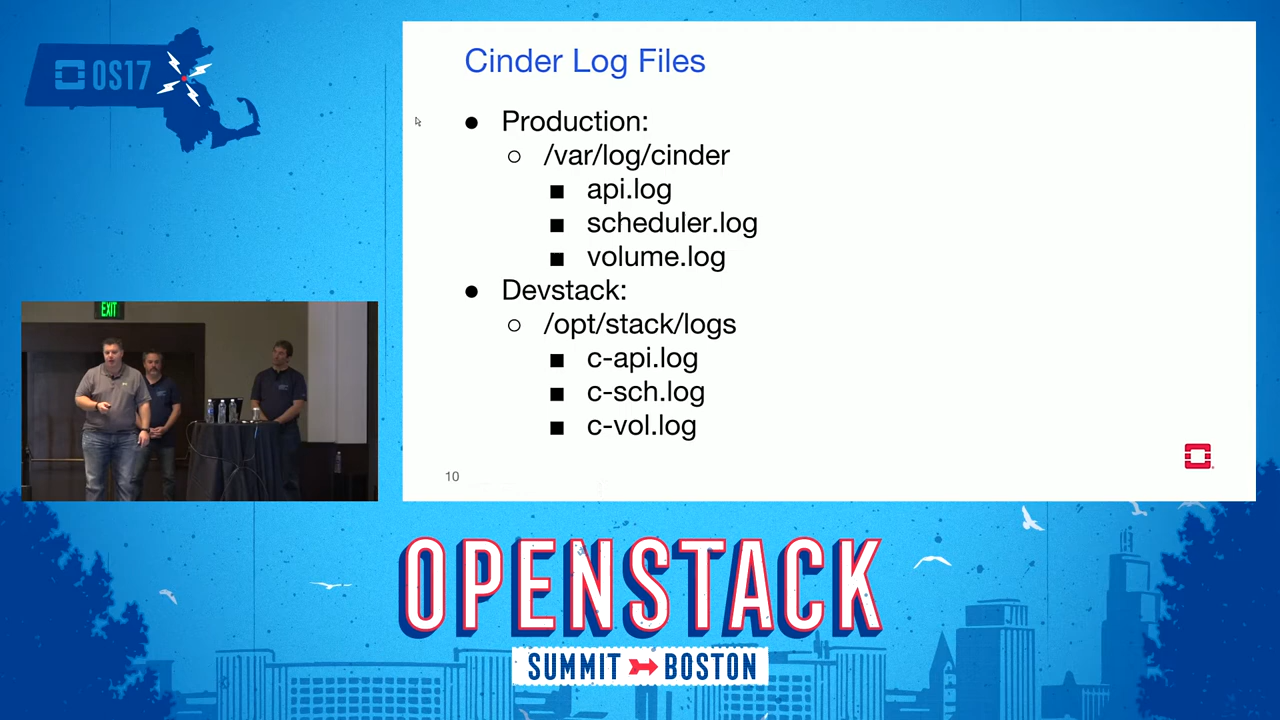 OS17
Cinder Log Files
● Production:
○ /var/log/cinder
■ api.log
■ scheduler.log
■ volume.log
● Devstack:
○ /opt/stack/logs
■ c-api.log
■ c-sch.log
■ c-vol.log
10
EXIT
OPENSTACK
SUMMIT BOSTON